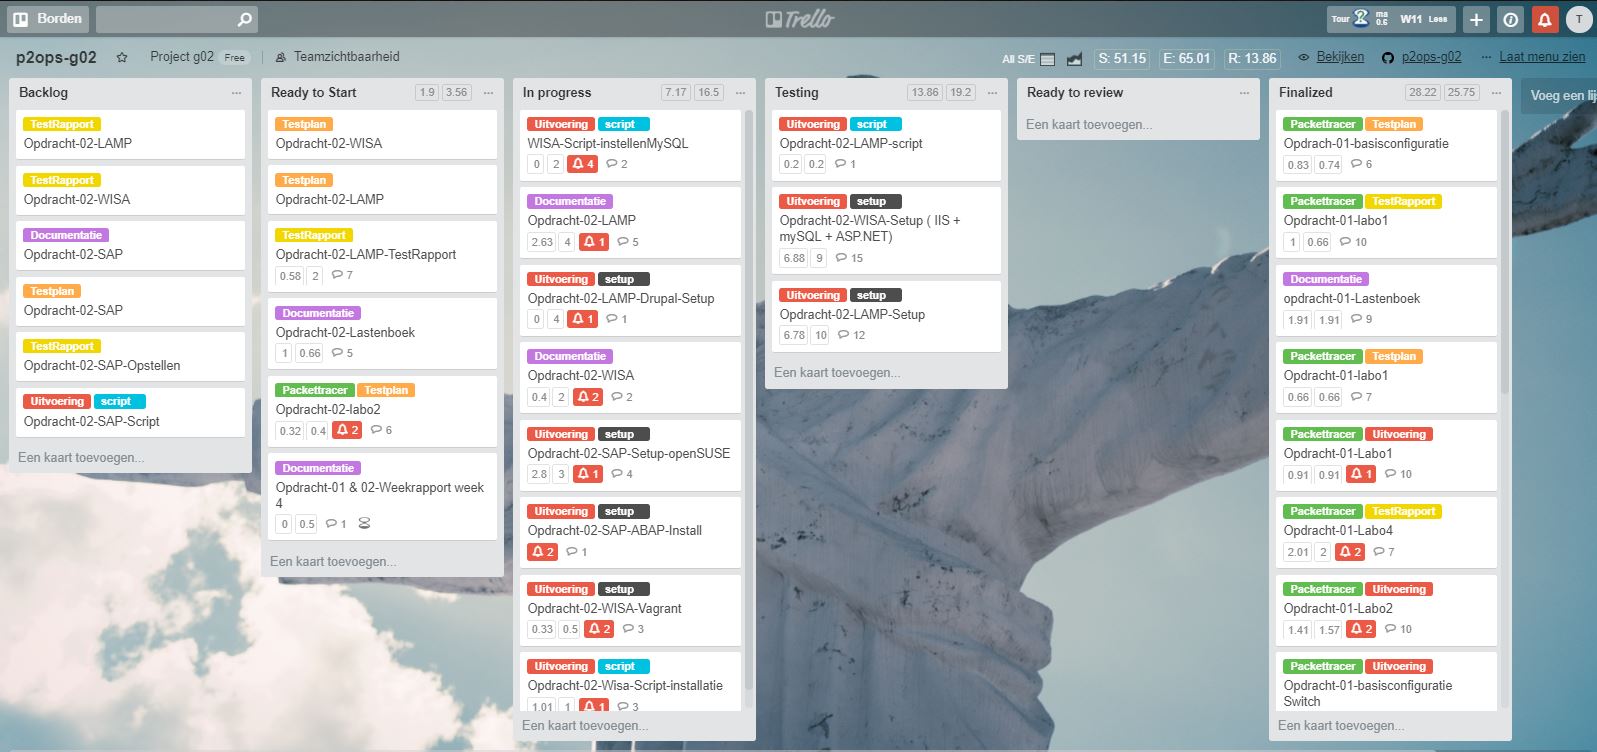 Borden
Trello
Tour ma 0.6 W11 Less
T
p2ops-g02
Project g02 Free
Teamzichtbaarheid
All S/E
S: 51.15
E: 65.01
R: 13.86
Bekijken
p2ops-g02
Laat menu zien
Backlog
TestRapport
Opdracht-02-LAMP
TestRapport
Opdracht-02-WISA
Documentatie
Opdracht-02-SAP
Testplan
Opdracht-02-SAP
TestRapport
Opdracht-02-SAP-Opstellen
Uitvoering script
Opdracht-02-SAP-Script
Een kaart toevoegen...
Ready to Start 1.9 3.56
Testplan
Opdracht-02-WISA
Testplan
Opdracht-02-LAMP
TestRapport
Opdracht-02-LAMP-TestRapport
0.58 2 7
Documentatie
Opdracht-02-Lastenboek
1 0.66 5
Packettracer Testplan
Opdracht-02-labo2
0.32 0.4 2 6
Documentatie
Opdracht-01 & 02-Weekrapport week
4
0 0.5 1
Een kaart toevoegen...
In progress 7.17 16.5
Uitvoering script
WISA-Script-instellenMySQL
0 2 4 2
Documentatie
Opdracht-02-LAMP
2.63 4 1 5
Uitvoering setup
Opdracht-02-LAMP-Drupal-Setup
0 4 1 1
Documentatie
Opdracht-02-WISA
0.4 2 2 2
Uitvoering setup
Opdracht-02-SAP-Setup-openSUSE
2.8 3 1 4
Uitvoering setup
Opdracht-02-SAP-ABAP-Install
2 1
Uitvoering setup
Opdracht-02-WISA-Vagrant
0.33 0.5 2 3
Uitvoering script
Opdracht-02-Wisa-Script-installatie
1.01 1 1 3
Een kaart toevoegen...
Testing 13.86 19.2
Uitvoering script
Opdracht-02-LAMP-script
0.2 0.2 1
Uitvoering setup
Opdracht-02-WISA-Setup ( IIS +
mySQL + ASP.NET)
6.88 9 15
Uitvoering setup
Opdracht-02-LAMP-Setup
6.78 10 12
Een kaart toevoegen...
Ready to review
Een kaart toevoegen...
Finalized 28.22 25.75
Packettracer Testplan
Opdrach-01-basisconfiguratie
0.83 0.74 6
Packettracer TestRapport
Opdracht-01-labo1
1 0.66 10
Documentatie
opdracht-01-Lastenboek
1.91 1.91 9
Packettracer Testplan
Opdracht-01-labo1
0.66 0.66 7
Packettracer Uitvoering
Opdracht-01-Labo1
0.91 0.91 1 10
Packettracer TestRapport
Opdracht-01-Labo4
2.01 2 2 7
Packettracer Uitvoering
Opdracht-01-Labo2
1.41 1.57 2 10
Packettracer Uitvoering
Opdracht-01-basisconfiguratie
Switch
Een kaart toevoegen...
Voeg een lij